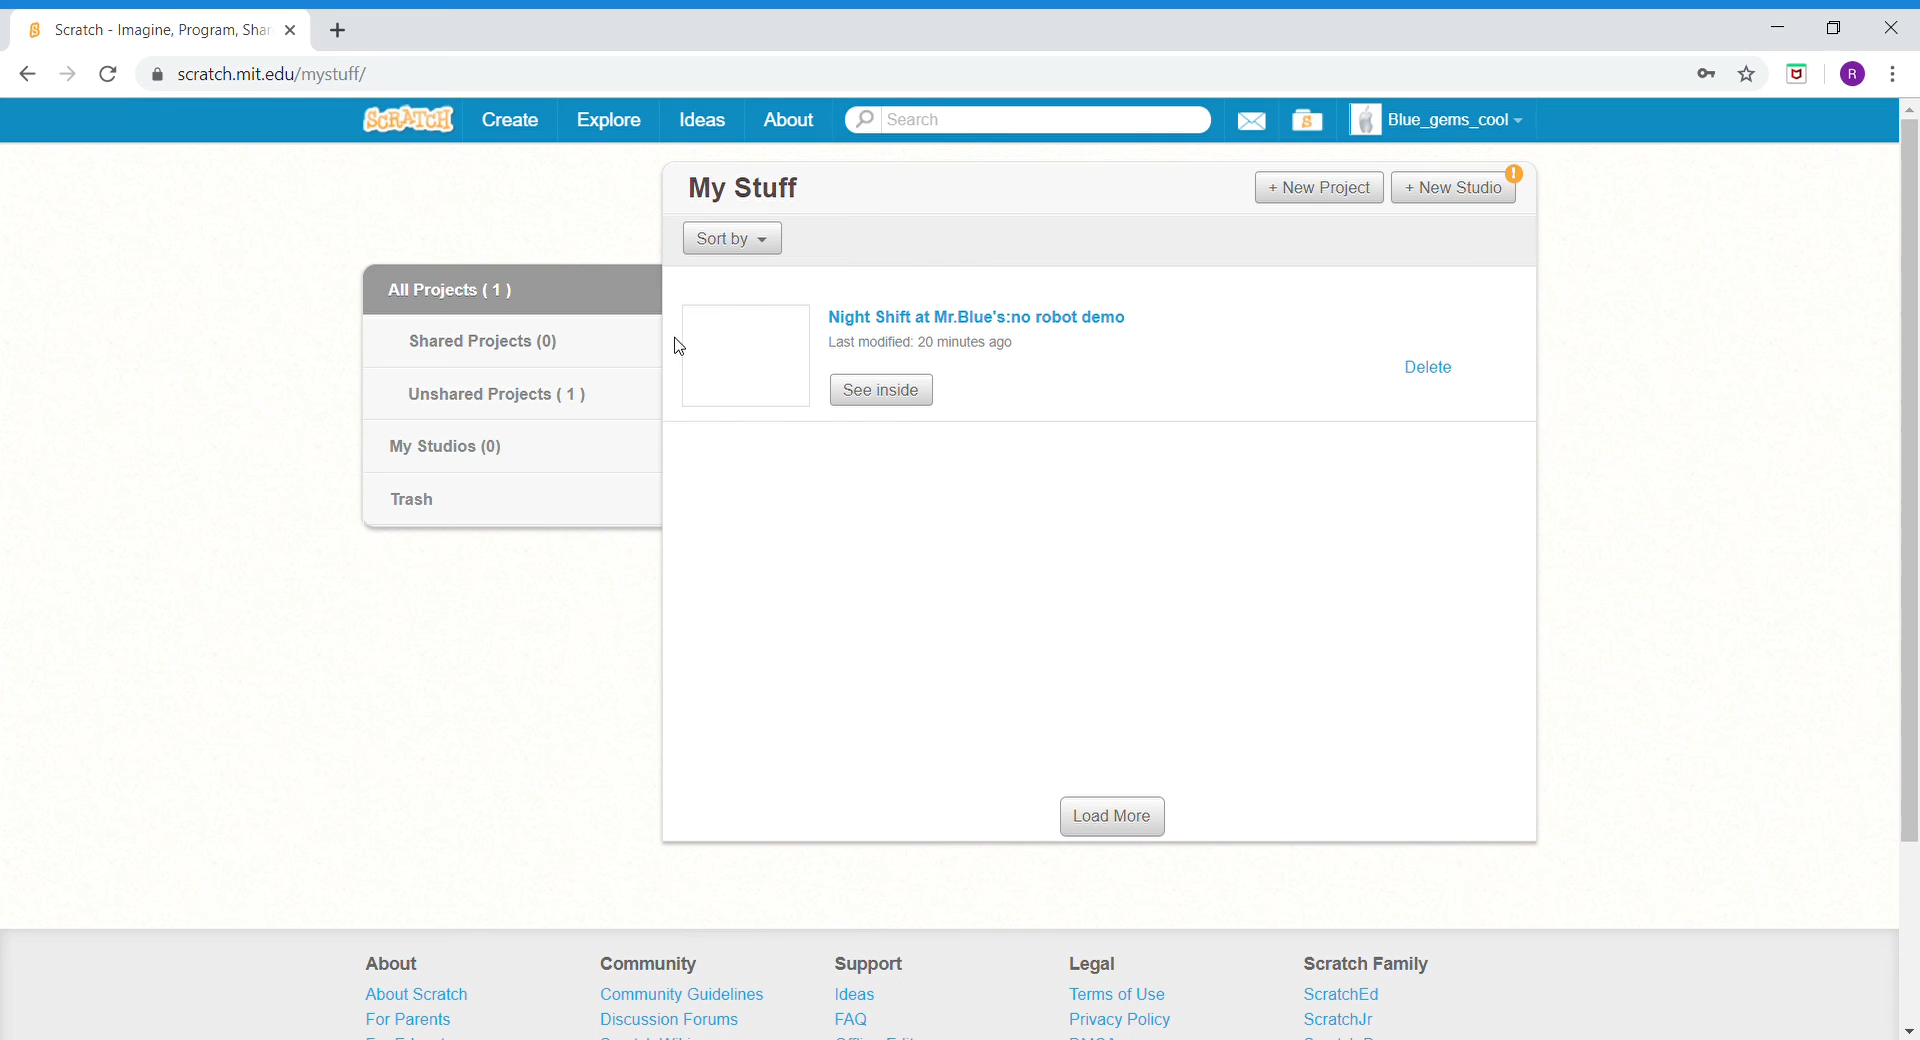 Scratch - Imagine, Program, Shar
scratch.mit.edu/mystuff/
R
SCRATCH Create Explore Ideas About Search Blue_gems_cool
My Stuff + New Project + New Studio !
Sort by
All Projects ( 1 )
Shared Projects (0)
Unshared Projects ( 1 )
My Studios (0)
Trash
Night Shift at Mr.Blue's:no robot demo
Last modified: 20 minutes ago
Delete
See inside
Load More
About Community Support Legal Scratch Family
About Scratch Community Guidelines Ideas Terms of Use ScratchEd
For Parents Discussion Forums FAQ Privacy Policy ScratchJr